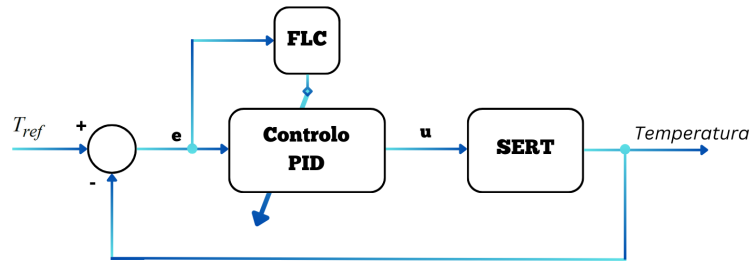 FLC
T_ref
+
e
Controlo
PID
u
SERT
Temperatura
-